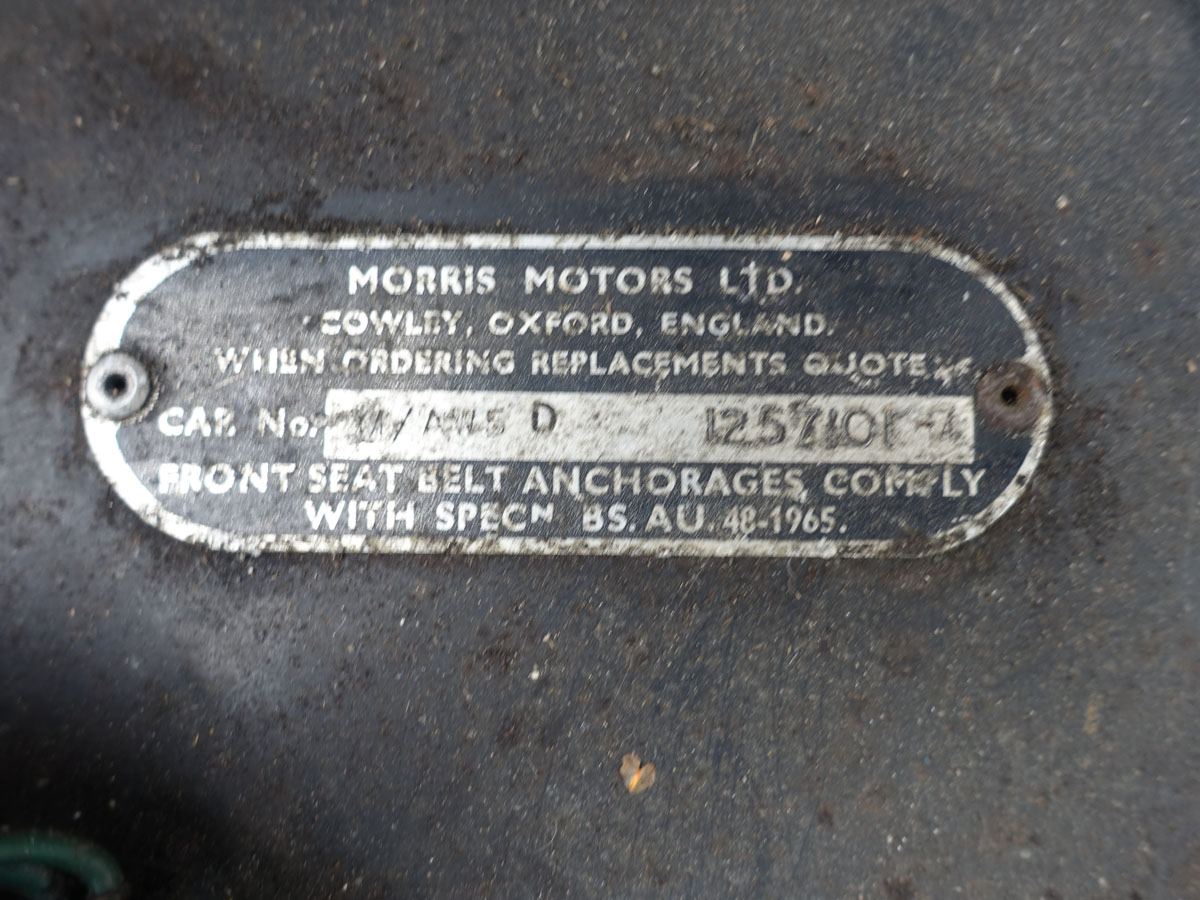 MORRIS MOTORS LTD.
COWLEY, OXFORD, ENGLAND.
WHEN ORDERING REPLACEMENTS QUOTE
CAR No. D
FRONT SEAT BELT ANCHORAGES COMPLY
WITH SPECN BS. AU. 48-1965.